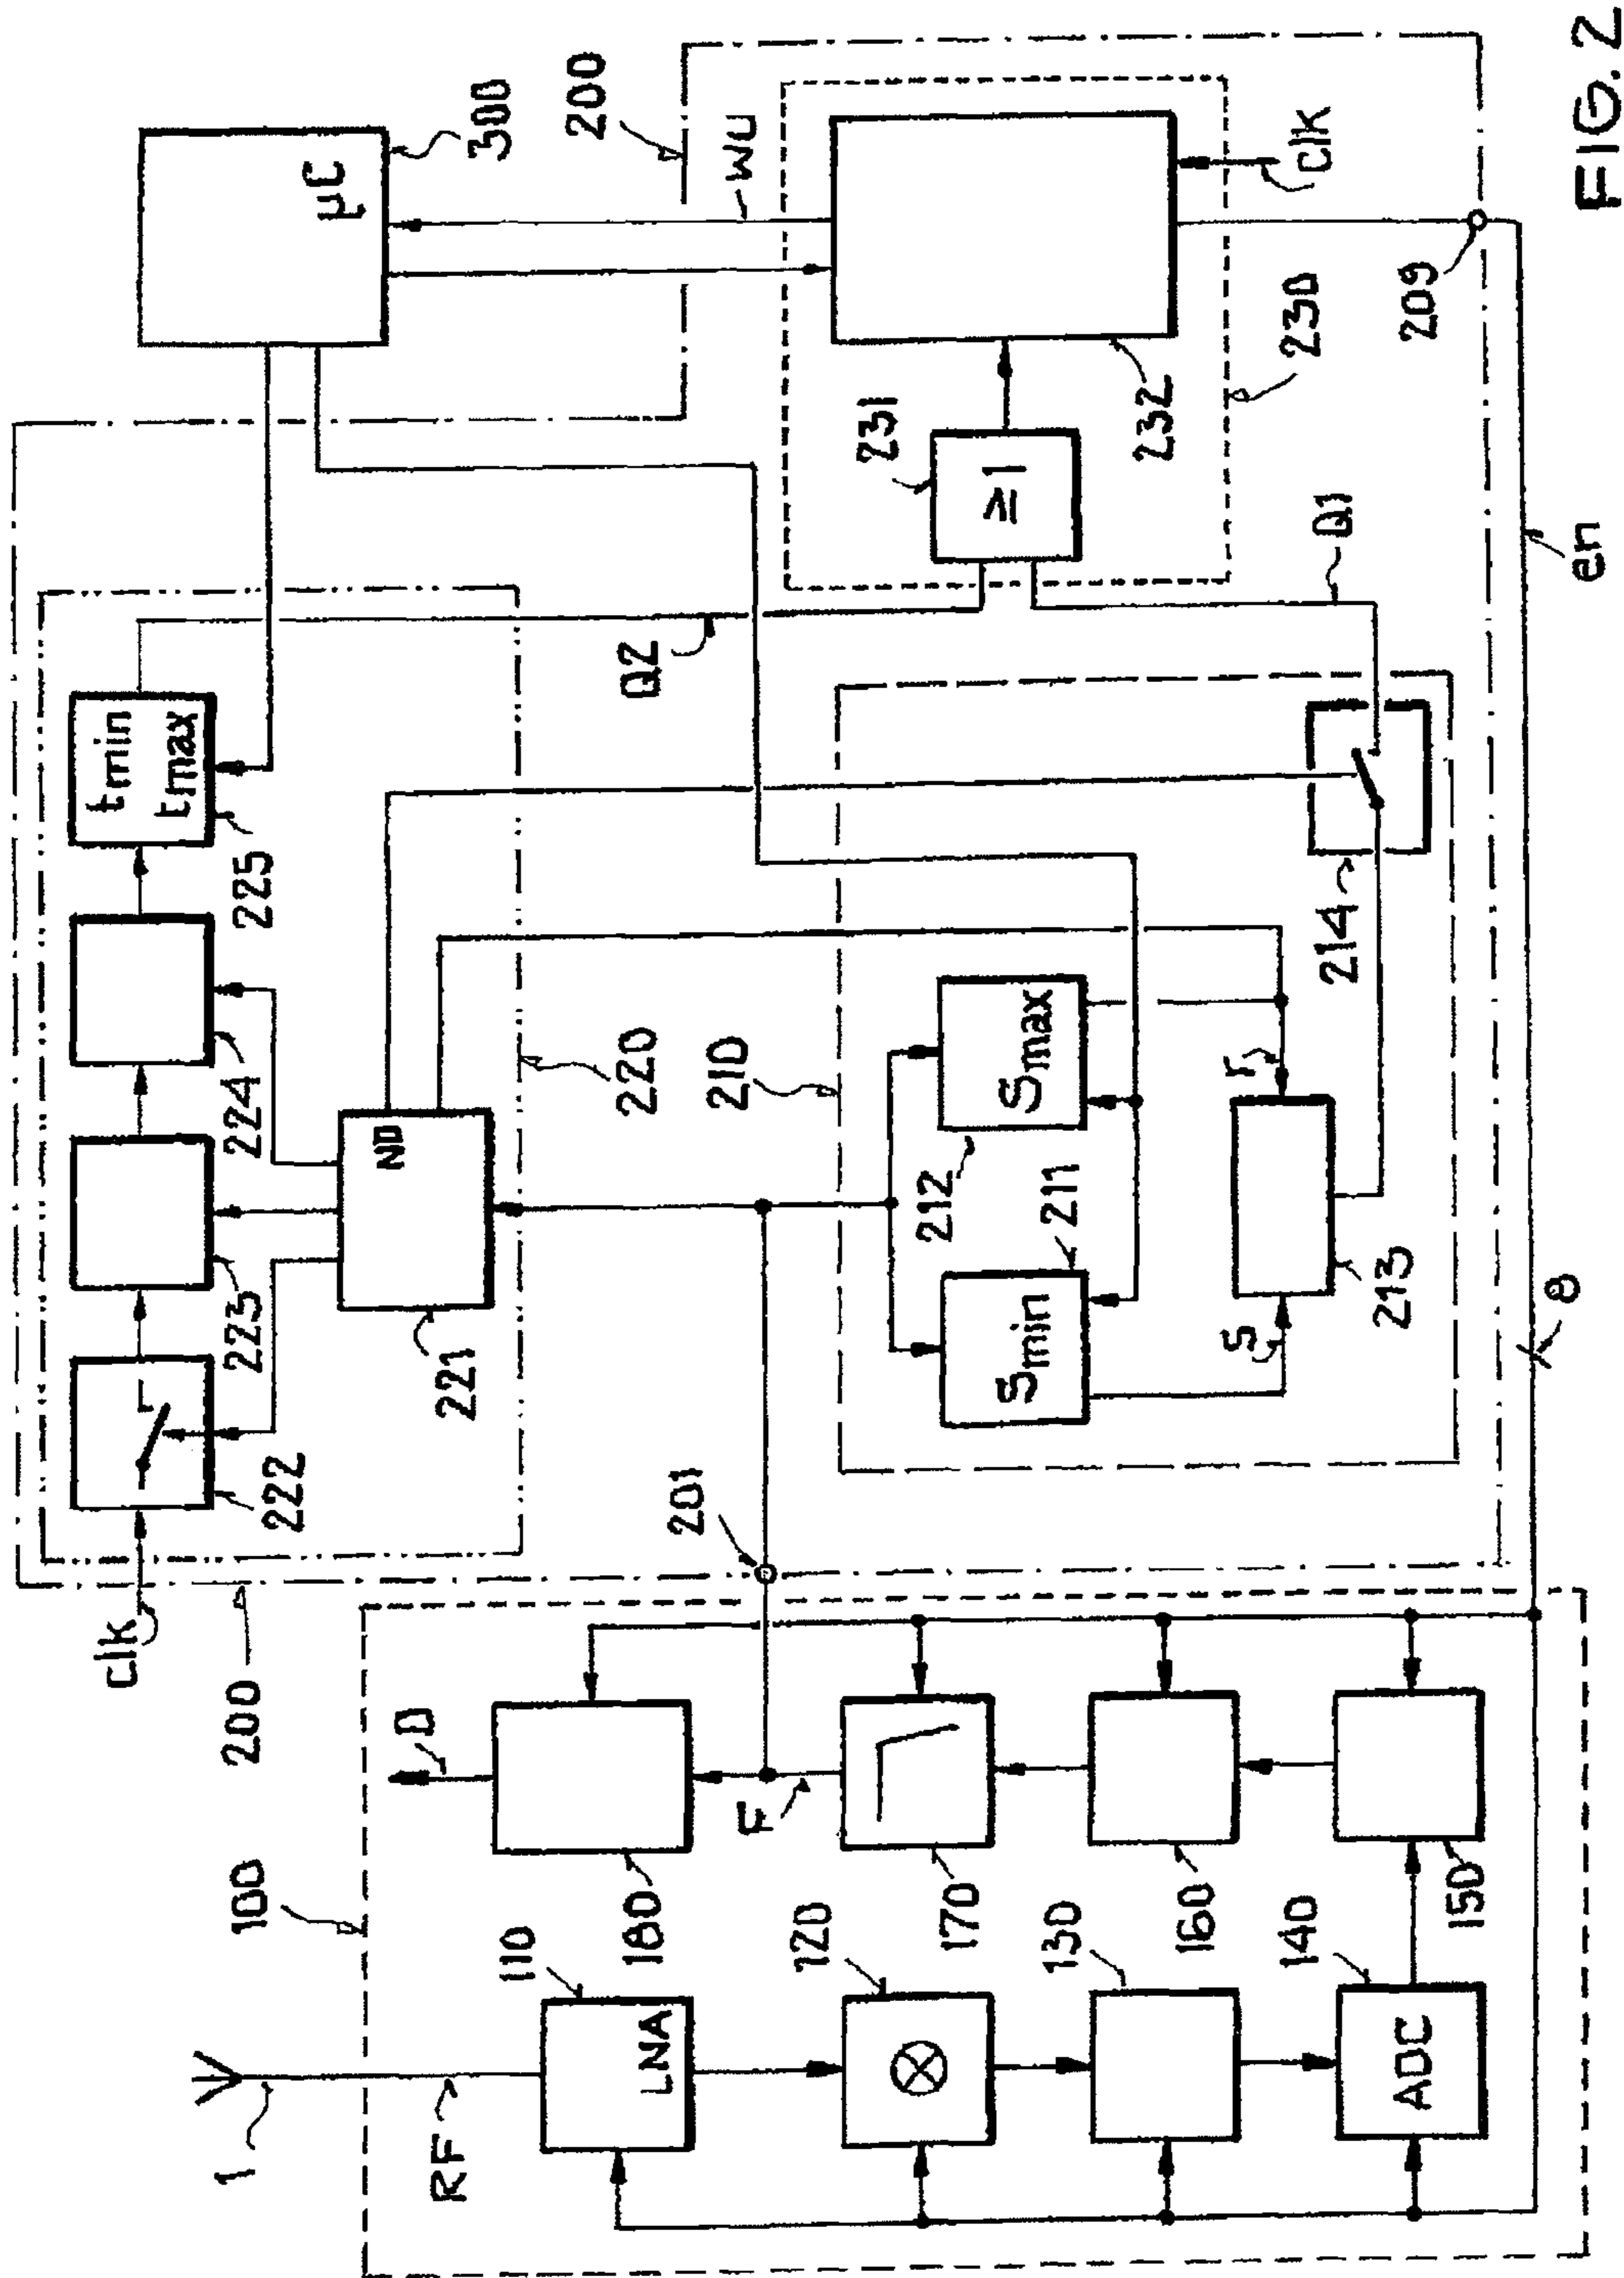 1
RF
100
110
LNA
120
130
140
ADC
150
160
170
180
F
D
200
clk
201
222
223
224
225
tmin
tmax
221
ND
220
210
Smin
211
212
Smax
S
r
213
214
Q2
Q1
μC
300
200
WU
231
≥1
232
230
clk
209
en
8
FIG. 2